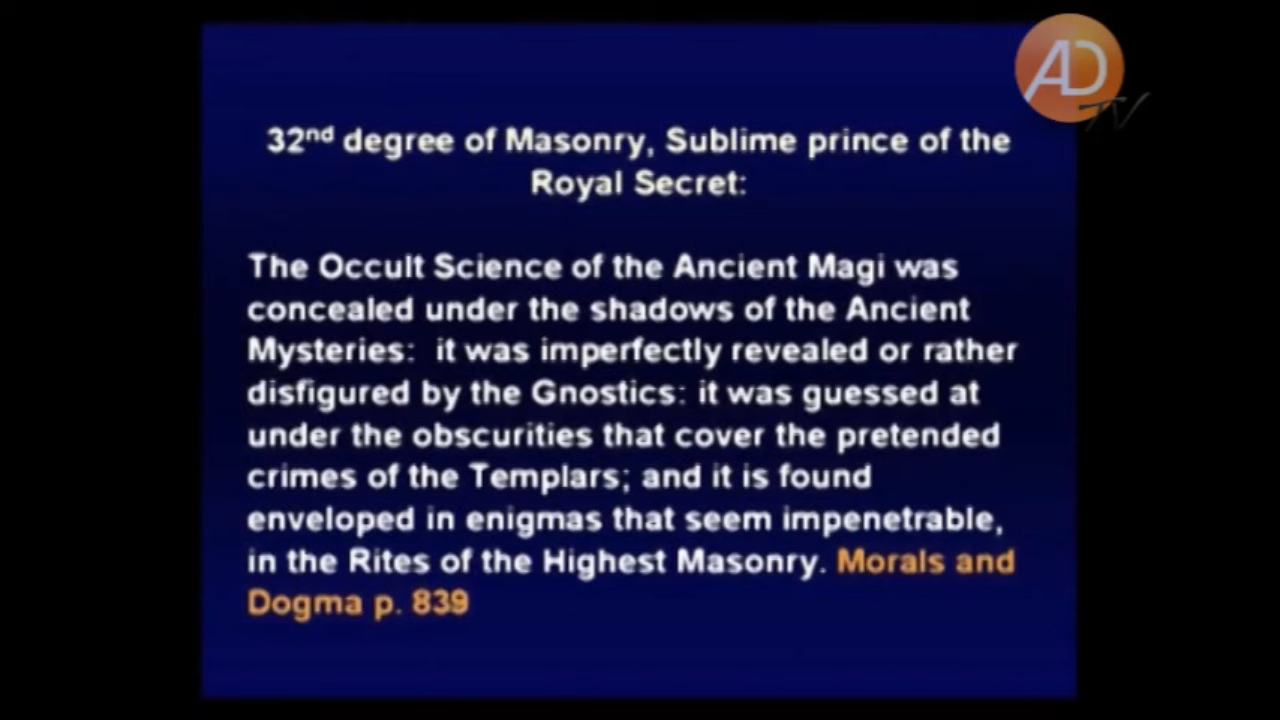 AD
TV
32nd degree of Masonry, Sublime prince of the
Royal Secret:
The Occult Science of the Ancient Magi was
concealed under the shadows of the Ancient
Mysteries: it was imperfectly revealed or rather
disfigured by the Gnostics: it was guessed at
under the obscurities that cover the pretended
crimes of the Templars; and it is found
enveloped in enigmas that seem impenetrable,
in the Rites of the Highest Masonry. Morals and
Dogma p. 839